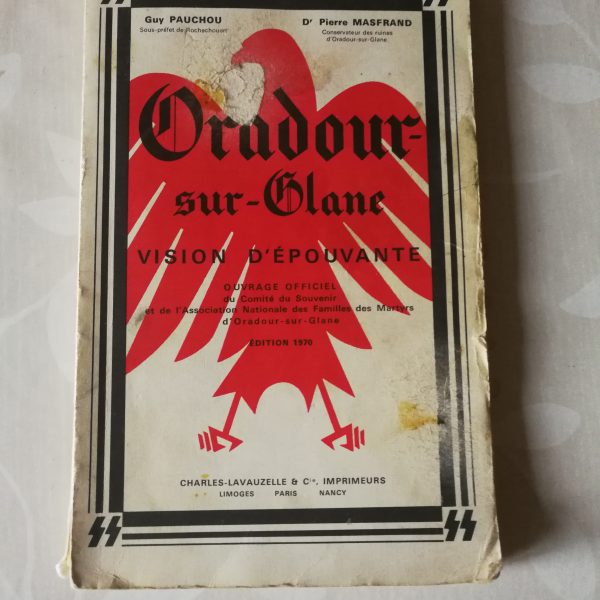 Guy PAUCHOU
Sous-préfet de Rochechouart
Dr Pierre MASFRAND
Conservateur des ruines
d'Oradour-sur-Glane
Oradour-
sur-Glane
VISION D'ÉPOUVANTE
OUVRAGE OFFICIEL
du Comité du Souvenir
et de l'Association Nationale des Familles des Martyrs
d'Oradour-sur-Glane
ÉDITION 1970
CHARLES-LAVAUZELLE & Cie, IMPRIMEURS
LIMOGES PARIS NANCY
SS SS